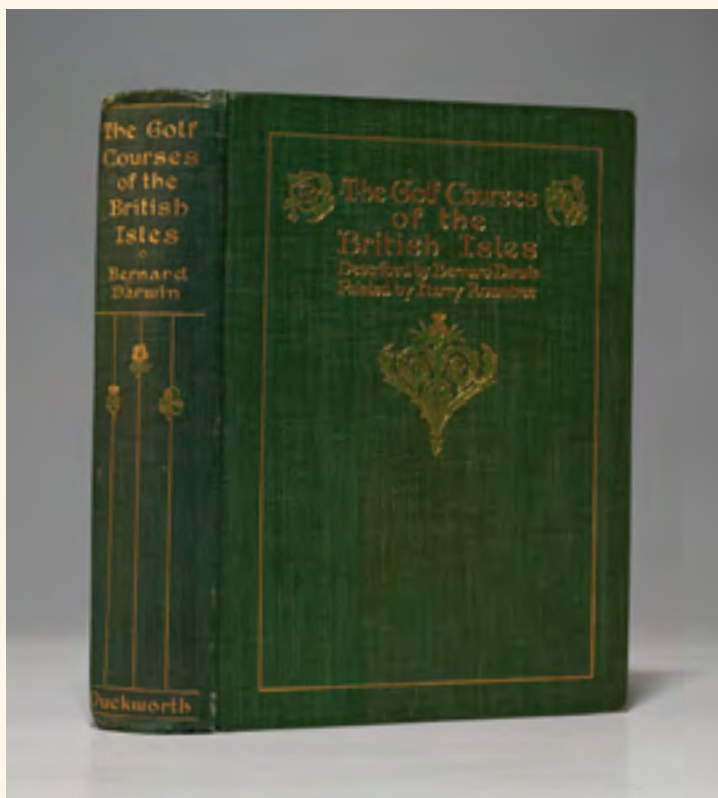 The Golf
Courses
of the
British
Isles
Bernard
Darwin
Duckworth
The Golf Courses
of the
British Isles
Described by Bernard Darwin
Painted by Harry Rountree